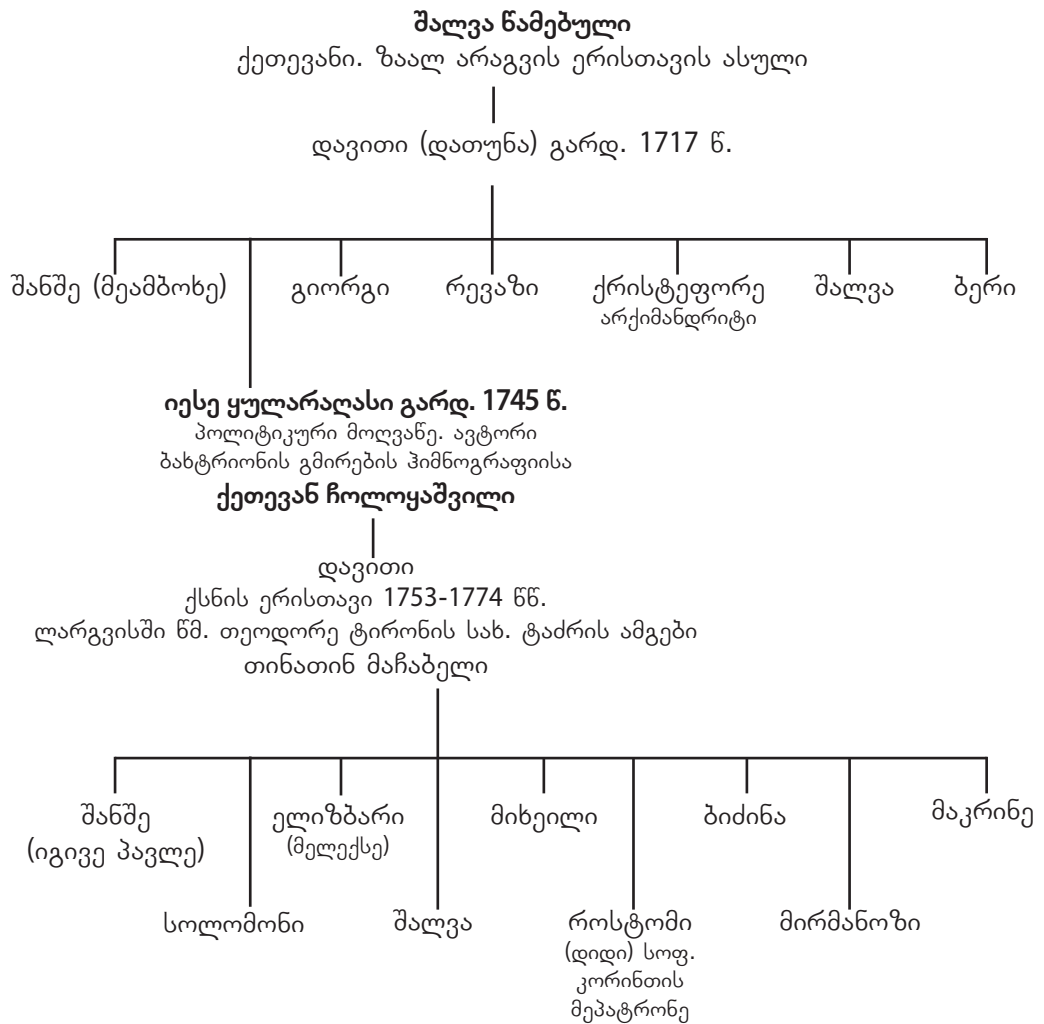 შალვა წამებული
ქეთევანი. ზაალ არაგვის ერისთავის ასული
დავითი (დათუნა) გარდ. 1717 წ.
შანშე (მეამბოხე) გიორგი რევაზი ქრისტეფორე შალვა ბერი
არქიმანდრიტი
იესე ყულარაღასი გარდ. 1745 წ.
პოლიტიკური მოღვაწე. ავტორი
ბახტრიონის გმირების ჰიმნოგრაფიისა
ქეთევან ჩოლოყაშვილი
დავითი
ქსნის ერისთავი 1753-1774 წწ.
ლარგვისში წმ. თეოდორე ტირონის სახ. ტაძრის ამგები
თინათინ მაჩაბელი
შანშე ელიზბარი მიხეილი ბიძინა მაკრინე
(იგივე პავლე) (მელექსე)
სოლომონი შალვა როსტომი მირმანოზი
(დიდი) სოფ.
კორინთის
მეპატრონე